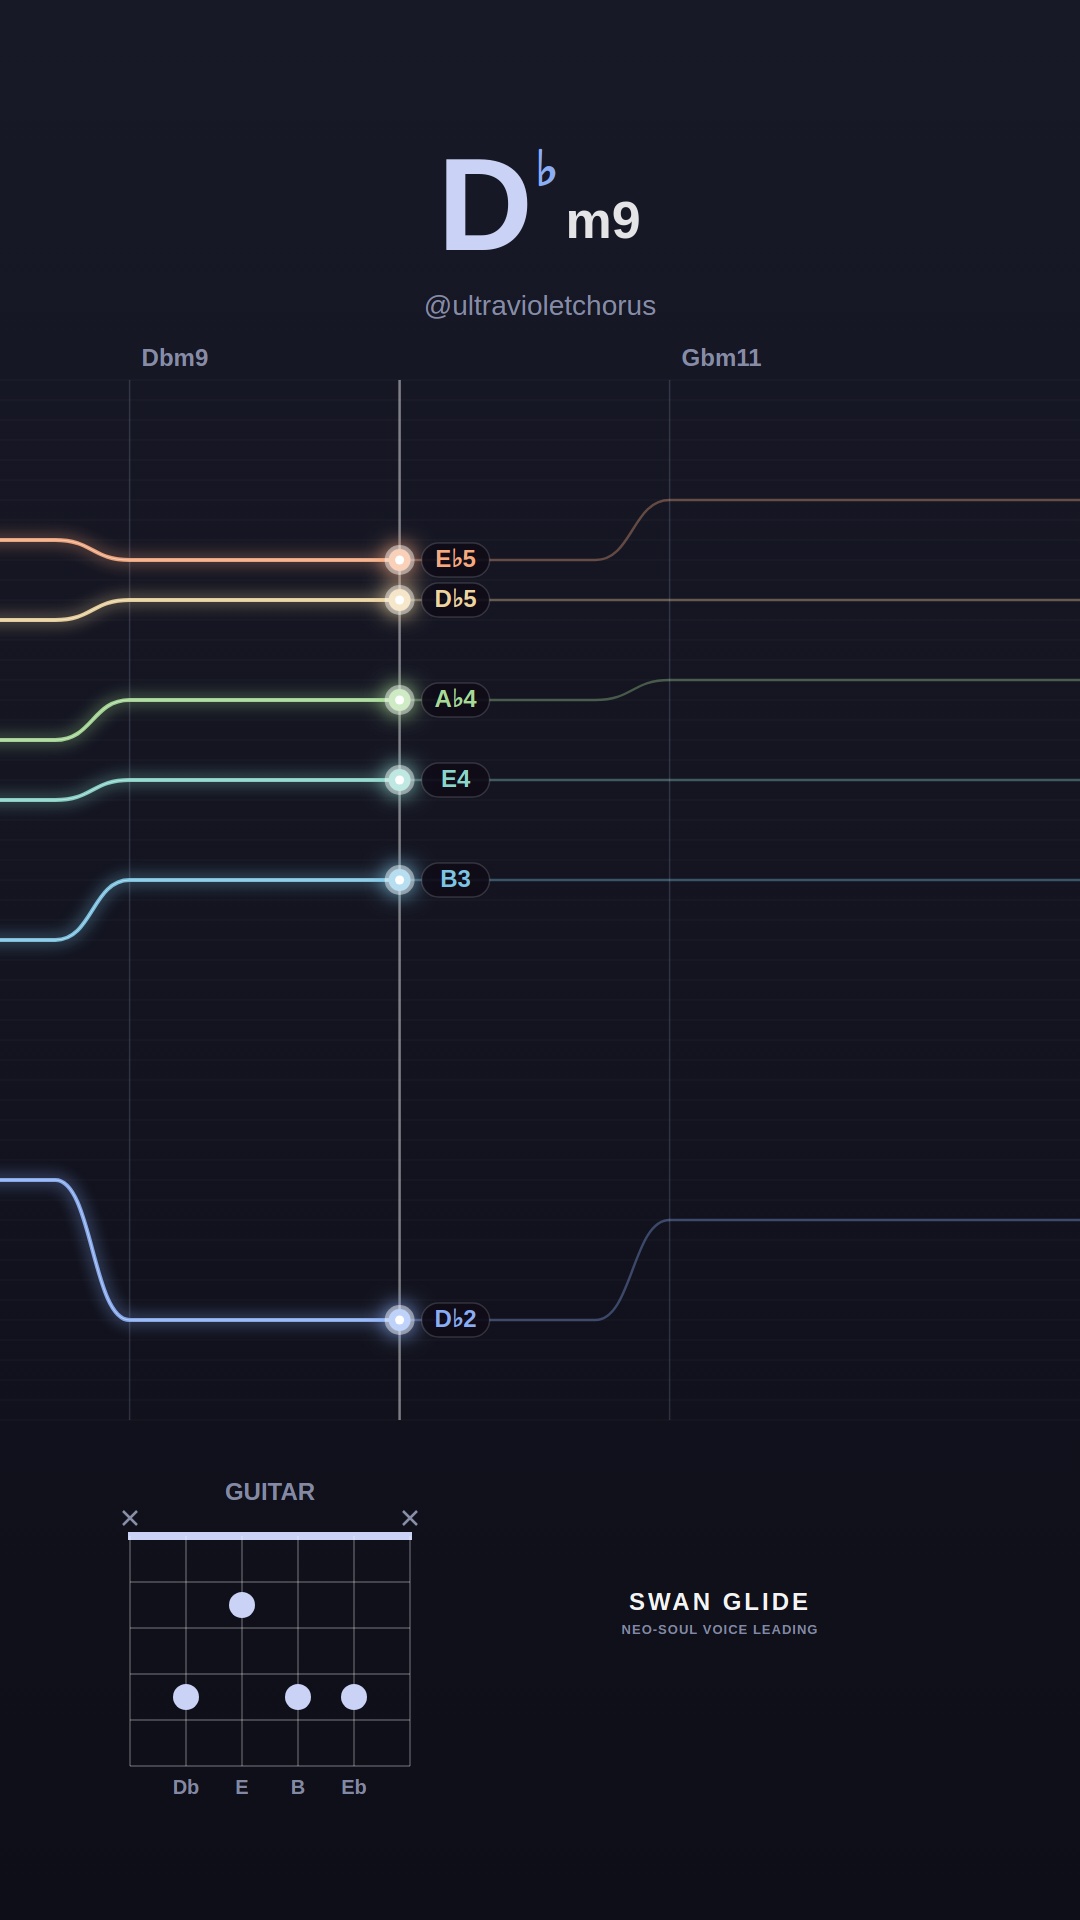 D♭m9
@ultravioletchorus
Dbm9 Gbm11
E♭5
D♭5
A♭4
E4
B3
D♭2
GUITAR
× ×
SWAN GLIDE
NEO-SOUL VOICE LEADING
Db E B Eb